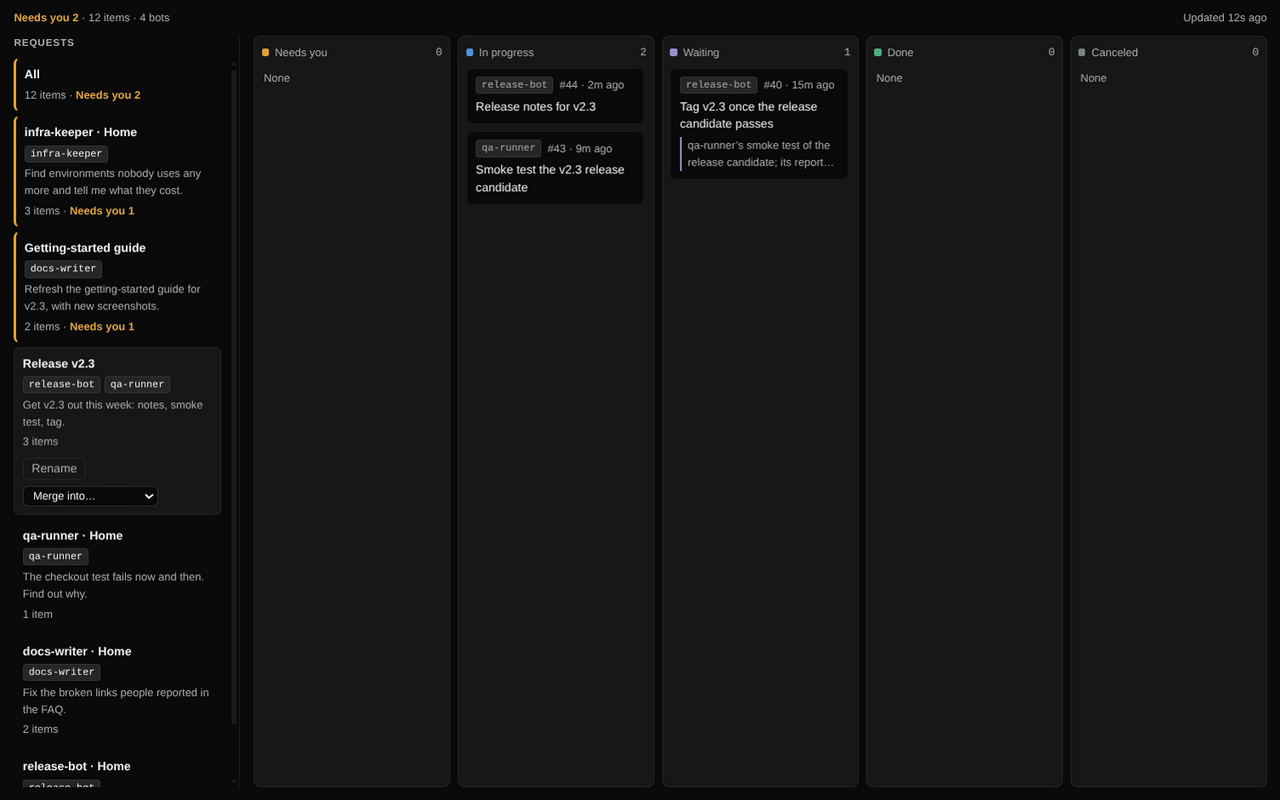 Needs you 2 · 12 items · 4 bots
Updated 12s ago
REQUESTS
All
12 items · Needs you 2
infra-keeper · Home
infra-keeper
Find environments nobody uses any
more and tell me what they cost.
3 items · Needs you 1
Getting-started guide
docs-writer
Refresh the getting-started guide for
v2.3, with new screenshots.
2 items · Needs you 1
Release v2.3
release-bot qa-runner
Get v2.3 out this week: notes, smoke
test, tag.
3 items
Rename
Merge into…
qa-runner · Home
qa-runner
The checkout test fails now and then.
Find out why.
1 item
docs-writer · Home
docs-writer
Fix the broken links people reported in
the FAQ.
2 items
release-bot · Home
release-bot
Needs you 0
None
In progress 2
release-bot #44 · 2m ago
Release notes for v2.3
qa-runner #43 · 9m ago
Smoke test the v2.3 release
candidate
Waiting 1
release-bot #40 · 15m ago
Tag v2.3 once the release
candidate passes
qa-runner’s smoke test of the
release candidate; its report…
Done 0
None
Canceled 0
None